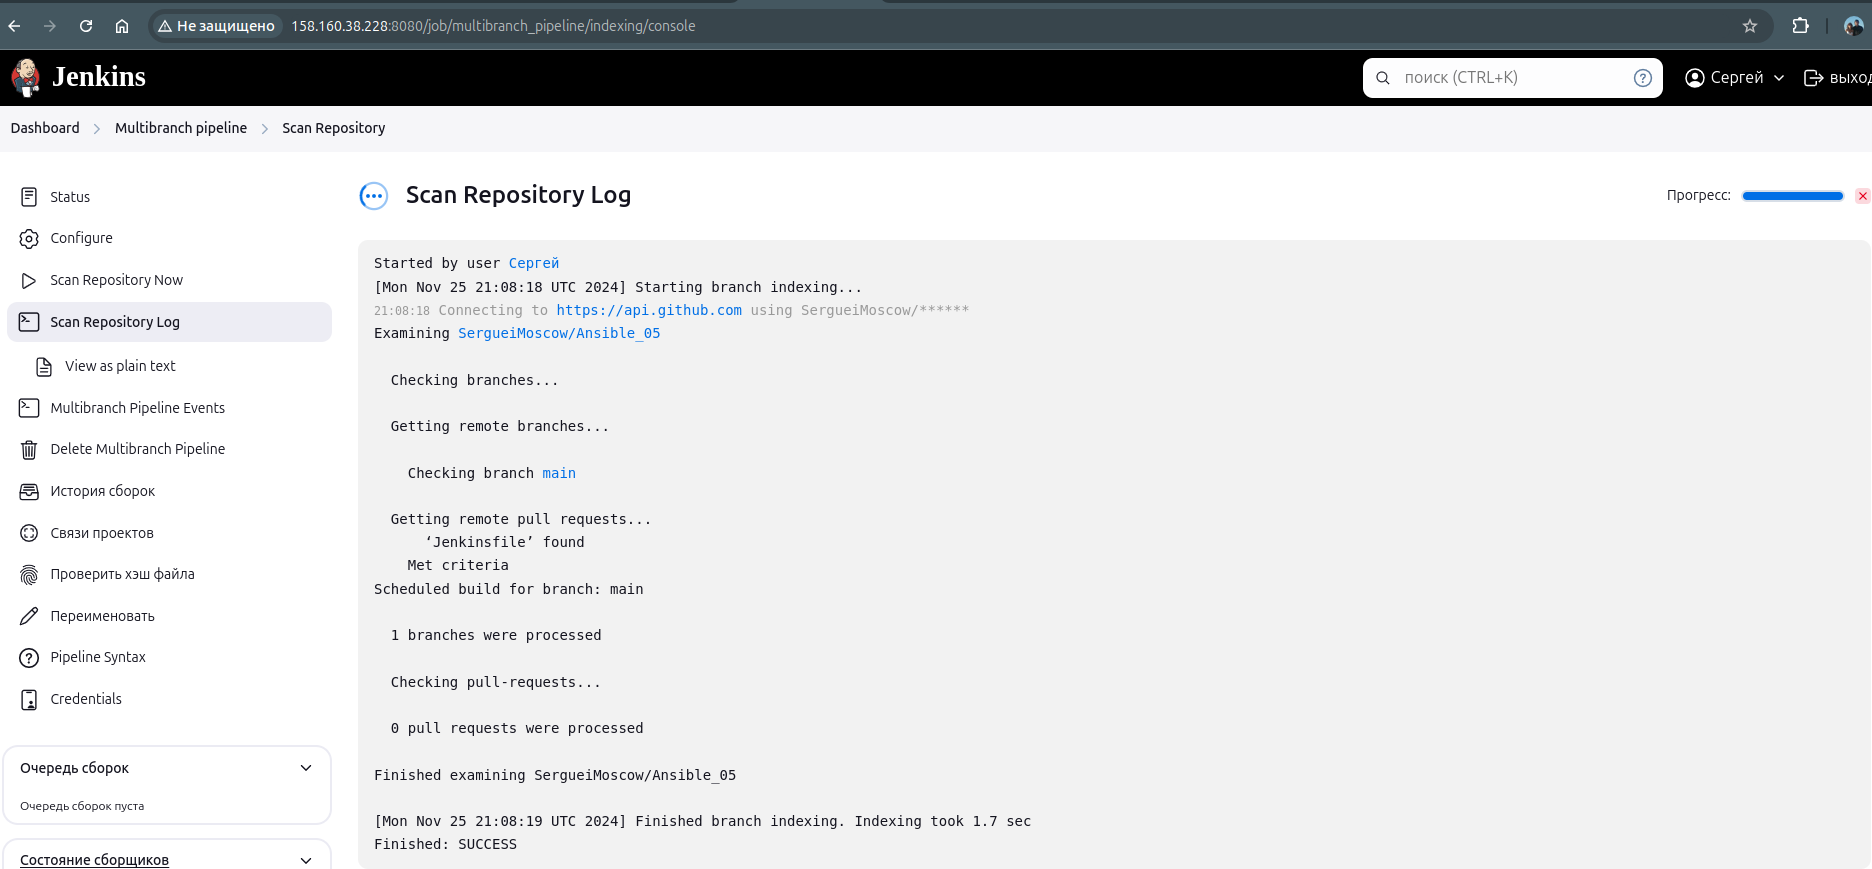 Не защищено 158.160.38.228:8080/job/multibranch_pipeline/indexing/console
Jenkins
поиск (CTRL+K)
Сергей
выход
Dashboard
Multibranch pipeline
Scan Repository
Status
Configure
Scan Repository Now
Scan Repository Log
View as plain text
Multibranch Pipeline Events
Delete Multibranch Pipeline
История сборок
Связи проектов
Проверить хэш файла
Переименовать
Pipeline Syntax
Credentials
Очередь сборок
Очередь сборок пуста
Состояние сборщиков
Scan Repository Log
Прогресс:
Started by user Сергей
[Mon Nov 25 21:08:18 UTC 2024] Starting branch indexing...
21:08:18 Connecting to https://api.github.com using SergueiMoscow/******
Examining SergueiMoscow/Ansible_05
Checking branches...
Getting remote branches...
Checking branch main
Getting remote pull requests...
‘Jenkinsfile’ found
Met criteria
Scheduled build for branch: main
1 branches were processed
Checking pull-requests...
0 pull requests were processed
Finished examining SergueiMoscow/Ansible_05
[Mon Nov 25 21:08:19 UTC 2024] Finished branch indexing. Indexing took 1.7 sec
Finished: SUCCESS